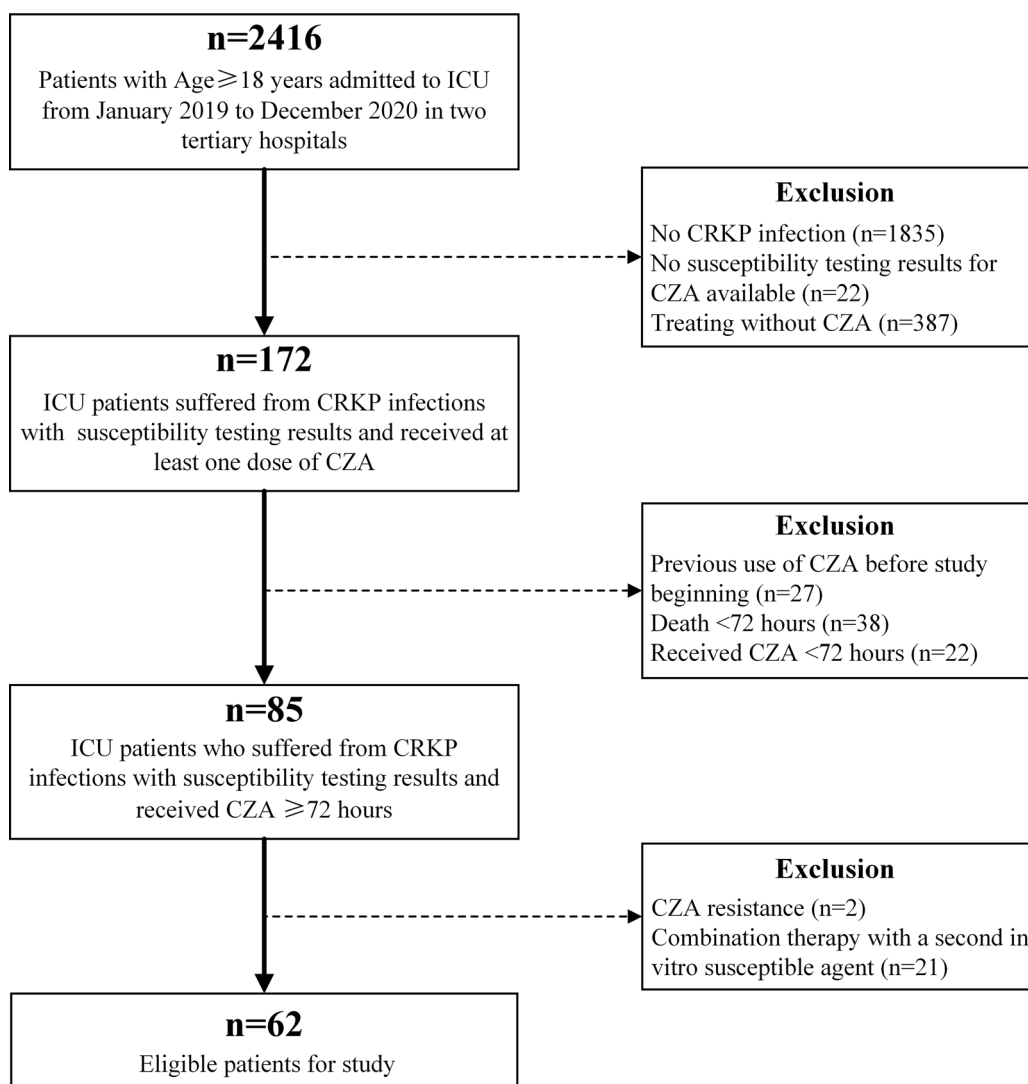 n=2416
Patients with Age≥18 years admitted to ICU
from January 2019 to December 2020 in two
tertiary hospitals
Exclusion
No CRKP infection (n=1835)
No susceptibility testing results for
CZA available (n=22)
Treating without CZA (n=387)
n=172
ICU patients suffered from CRKP infections
with susceptibility testing results and received at
least one dose of CZA
Exclusion
Previous use of CZA before study
beginning (n=27)
Death <72 hours (n=38)
Received CZA <72 hours (n=22)
n=85
ICU patients who suffered from CRKP
infections with susceptibility testing results and
received CZA ≥72 hours
Exclusion
CZA resistance (n=2)
Combination therapy with a second in
vitro susceptible agent (n=21)
n=62
Eligible patients for study